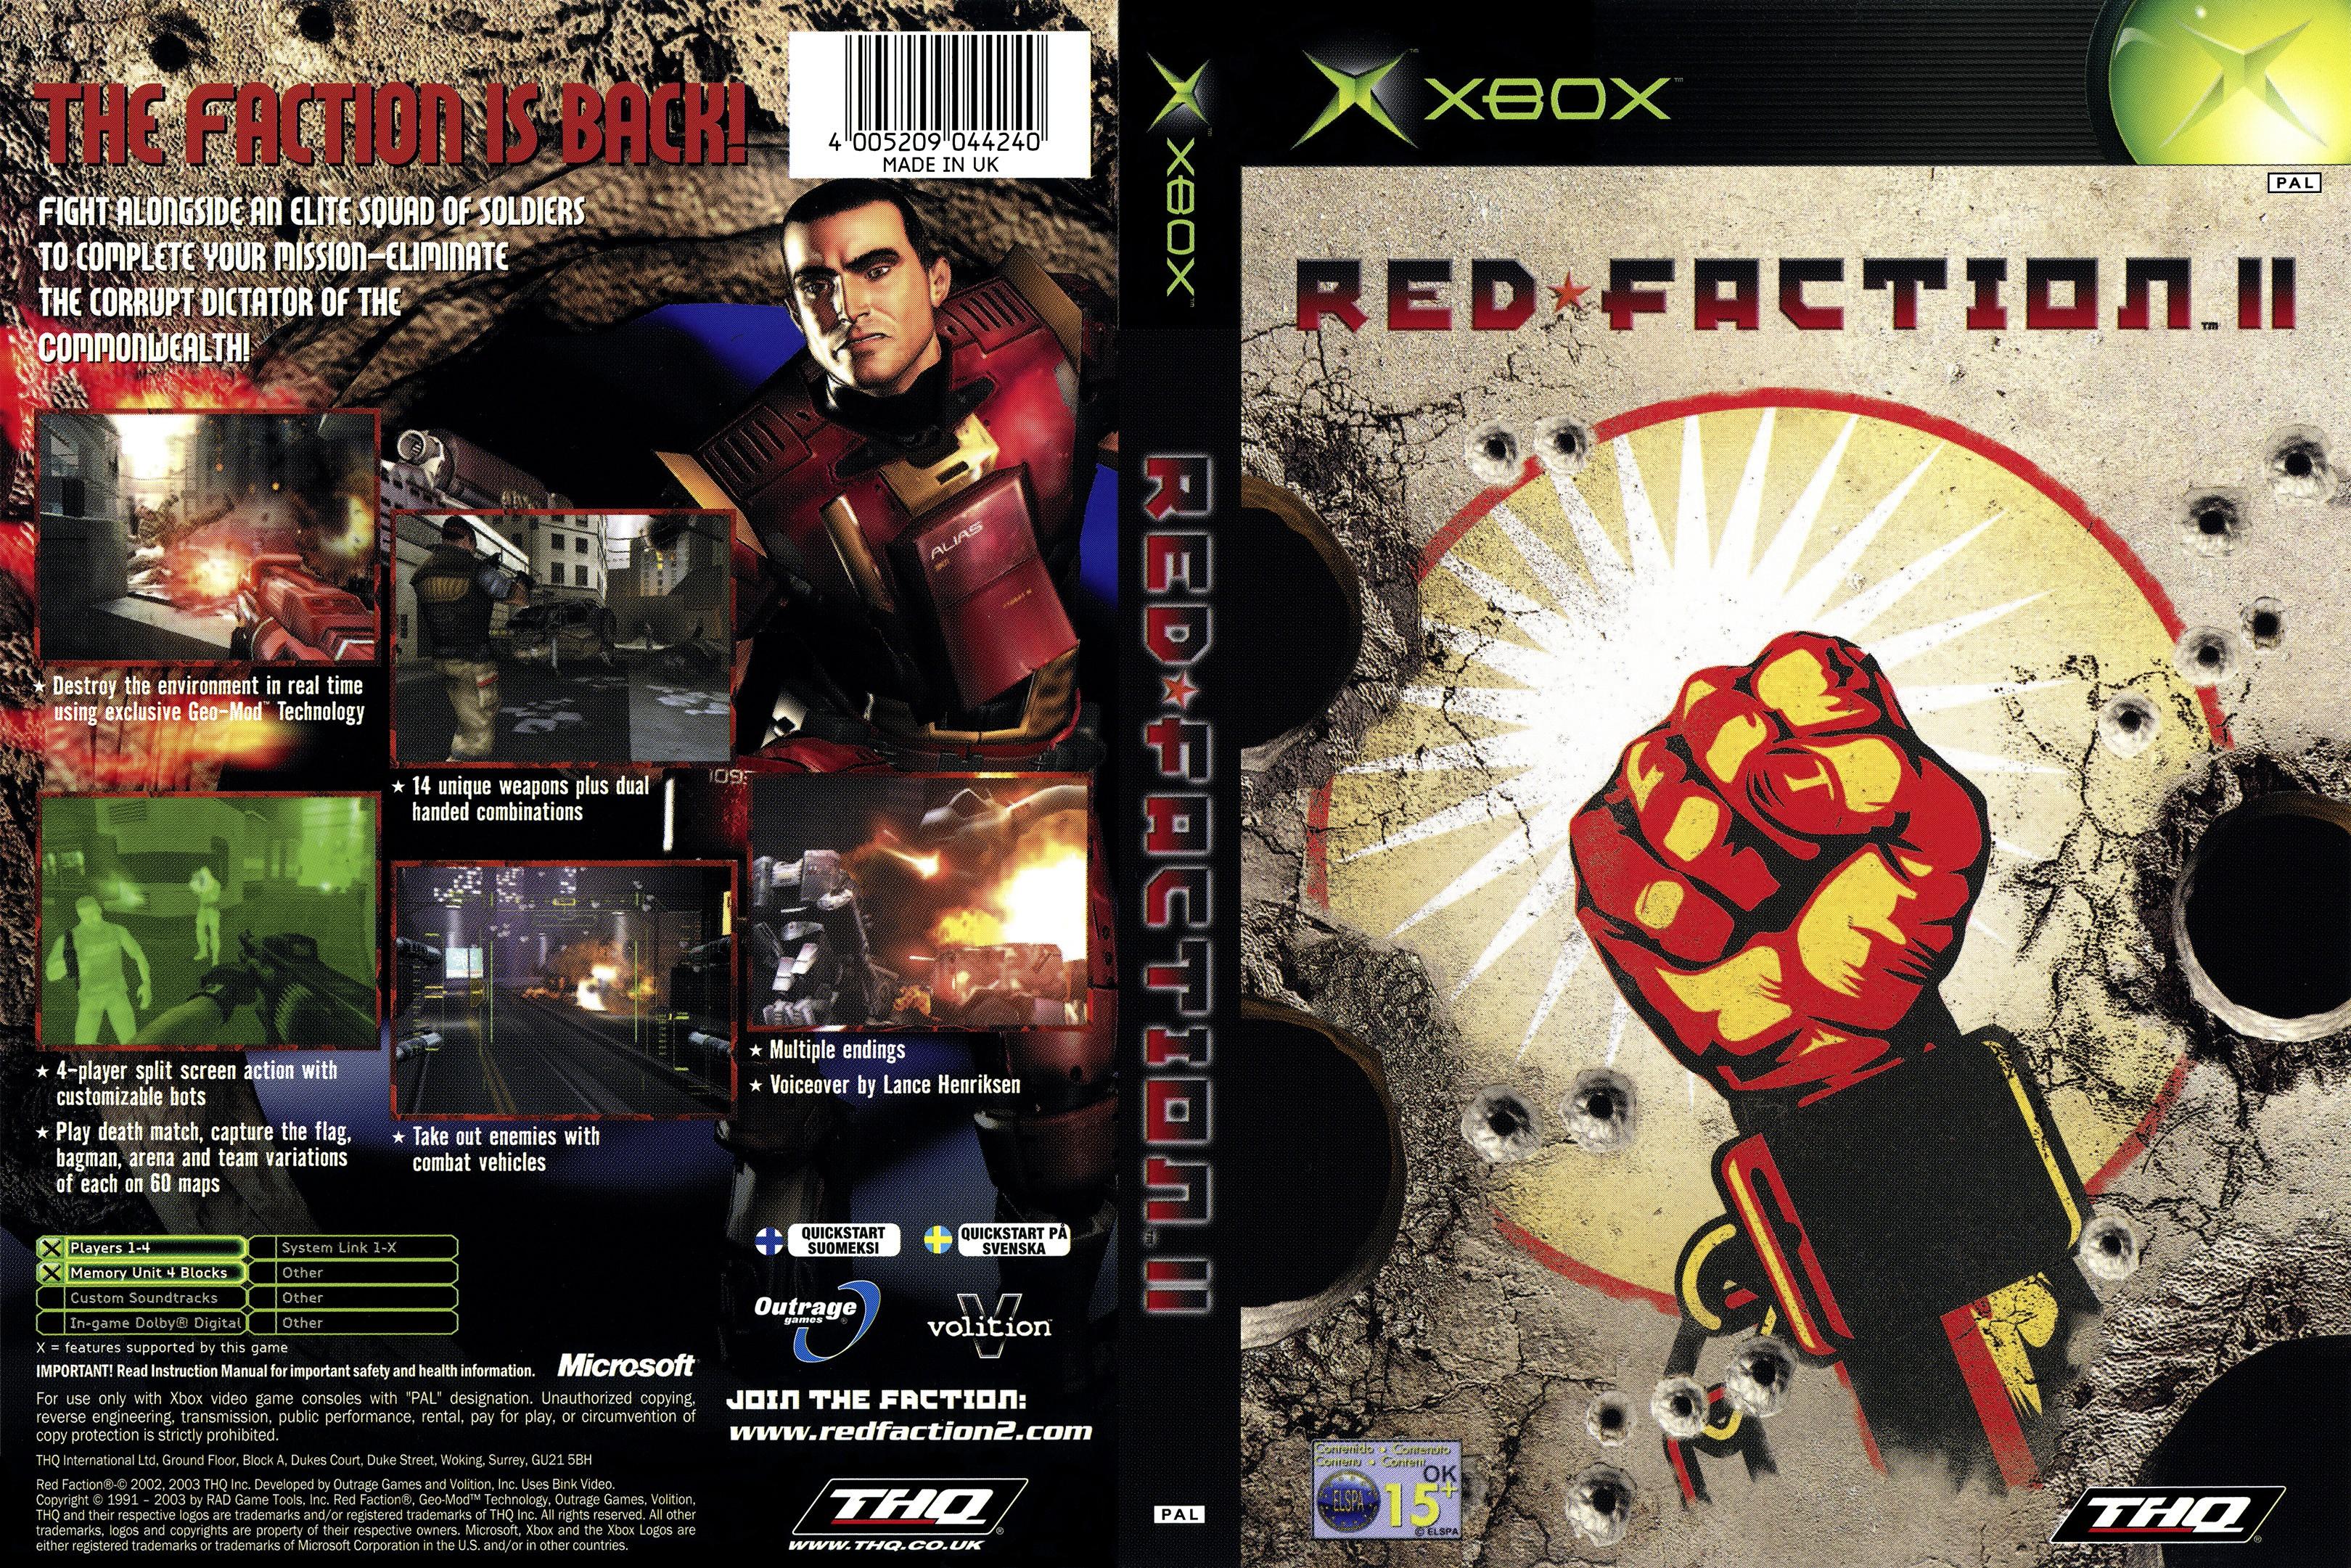 THE FACTION IS BACK!
FIGHT ALONGSIDE AN ELITE SQUAD OF SOLDIERS
TO COMPLETE YOUR MISSION–ELIMINATE
THE CORRUPT DICTATOR OF THE
COMMONWEALTH!
4 005209 044240
MADE IN UK
ALIAS
★ Destroy the environment in real time
using exclusive Geo-Mod™ Technology
★ 14 unique weapons plus dual
handed combinations
★ 4-player split screen action with
customizable bots
★ Play death match, capture the flag,
bagman, arena and team variations
of each on 60 maps
★ Take out enemies with
combat vehicles
★ Multiple endings
★ Voiceover by Lance Henriksen
X Players 1-4
System Link 1-X
X Memory Unit 4 Blocks
Other
Custom Soundtracks
Other
In-game Dolby® Digital
Other
X = features supported by this game
IMPORTANT! Read Instruction Manual for important safety and health information.
Microsoft
For use only with Xbox video game consoles with "PAL" designation. Unauthorized copying,
reverse engineering, transmission, public performance, rental, pay for play, or circumvention of
copy protection is strictly prohibited.
THQ International Ltd, Ground Floor, Block A, Dukes Court, Duke Street, Woking, Surrey, GU21 5BH
Red Faction®·© 2002, 2003 THQ Inc. Developed by Outrage Games and Volition, Inc. Uses Bink Video.
Copyright © 1991 - 2003 by RAD Game Tools, Inc. Red Faction®, Geo-Mod™ Technology, Outrage Games, Volition,
THQ and their respective logos are trademarks and/or registered trademarks of THQ Inc. All rights reserved. All other
trademarks, logos and copyrights are property of their respective owners. Microsoft, Xbox and the Xbox Logos are
either registered trademarks or trademarks of Microsoft Corporation in the U.S. and/or in other countries.
QUICKSTART
SUOMEKSI
QUICKSTART PÅ
SVENSKA
Outrage
games®
volition™
JOIN THE FACTION:
www.redfaction2.com
THQ®
WWW.THQ.CO.UK
XBOX™
RED★FACTION™ II
PAL
XBOX™
PAL
RED★FACTION™ II
Contenido • Contenuto
Contenu • Content
OK
ELSPA
15+
© ELSPA
THQ®